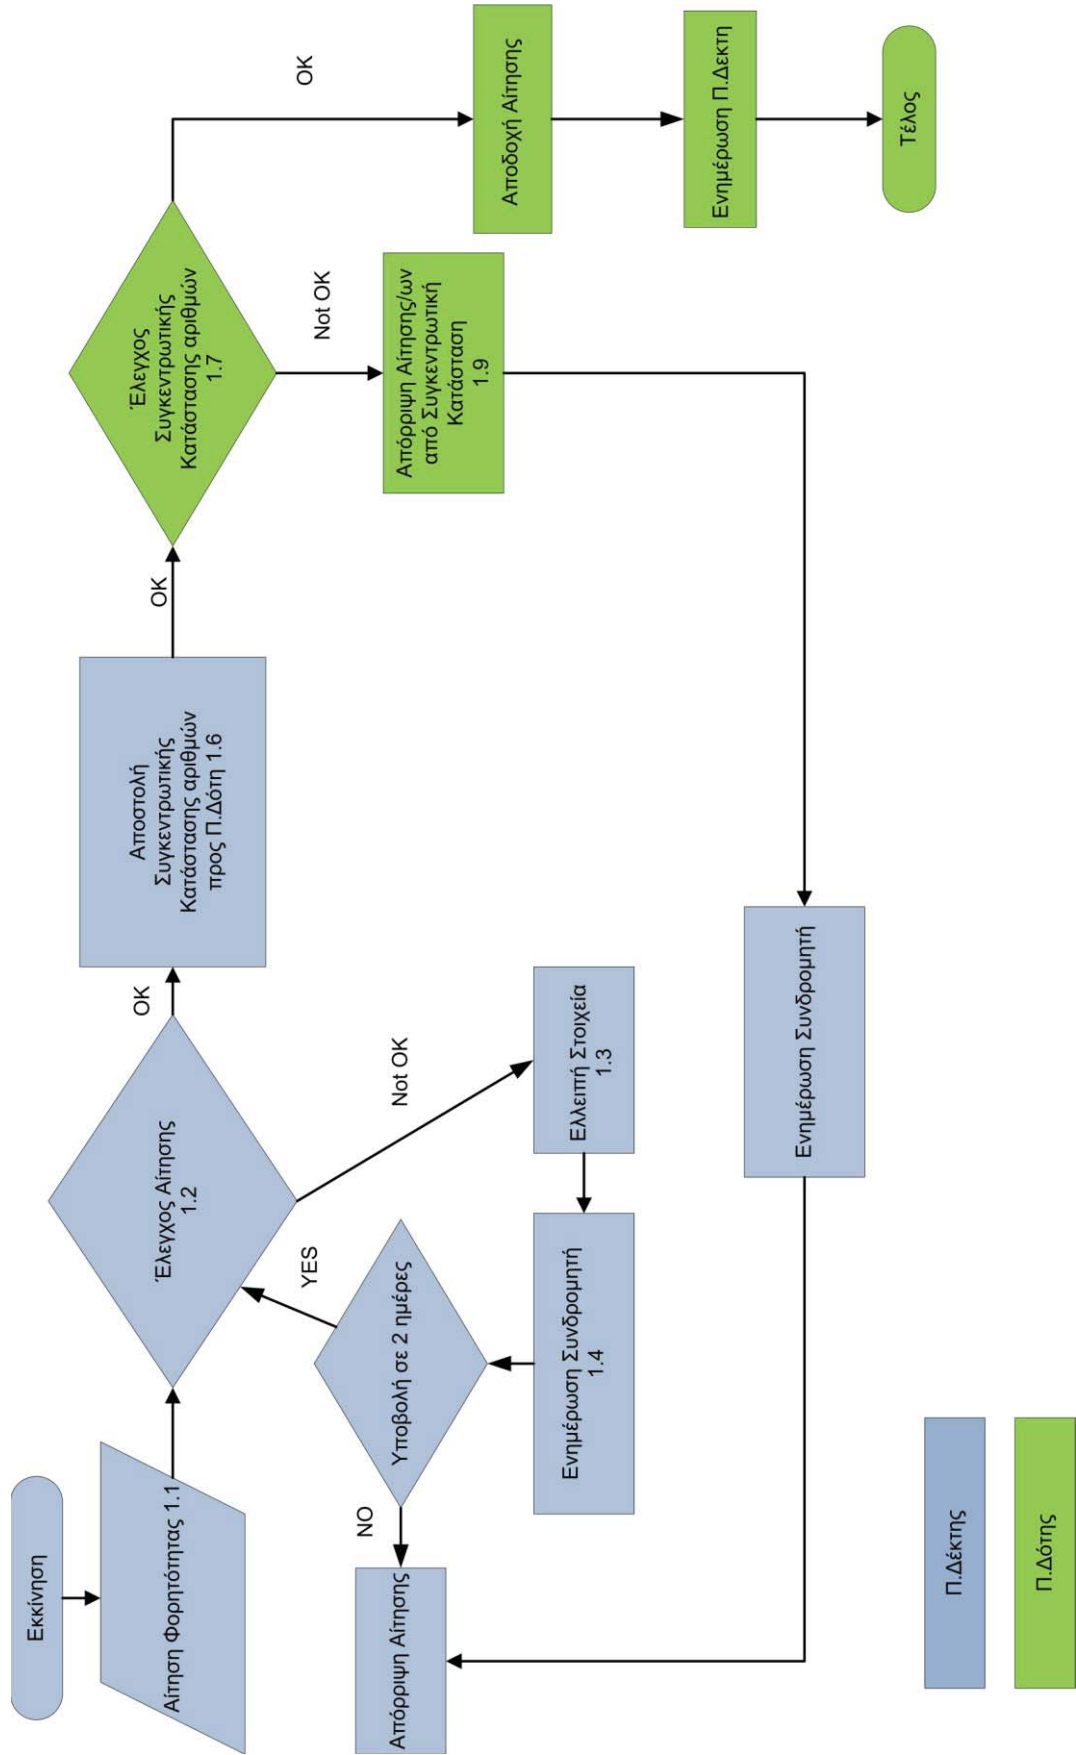 Εκκίνηση
Αίτηση Φορητότητας 1.1
Έλεγχος Αίτησης
1.2
OK
Not OK
Ελλειπή Στοιχεία
1.3
Ενημέρωση Συνδρομητή
1.4
Υποβολή σε 2 ημέρες
YES
NO
Απόρριψη Αίτησης
Αποστολή
Συγκεντρωτικής
Κατάστασης αριθμών
προς Π.Δότη 1.6
OK
Έλεγχος
Συγκεντρωτικής
Κατάστασης αριθμών
1.7
OK
Not OK
Απόρριψη Αίτησης/ων
από Συγκεντρωτική
Κατάσταση
1.9
Ενημέρωση Συνδρομητή
Αποδοχή Αίτησης
Ενημέρωση Π.Δεκτη
Τέλος
Π.Δέκτης
Π.Δότης